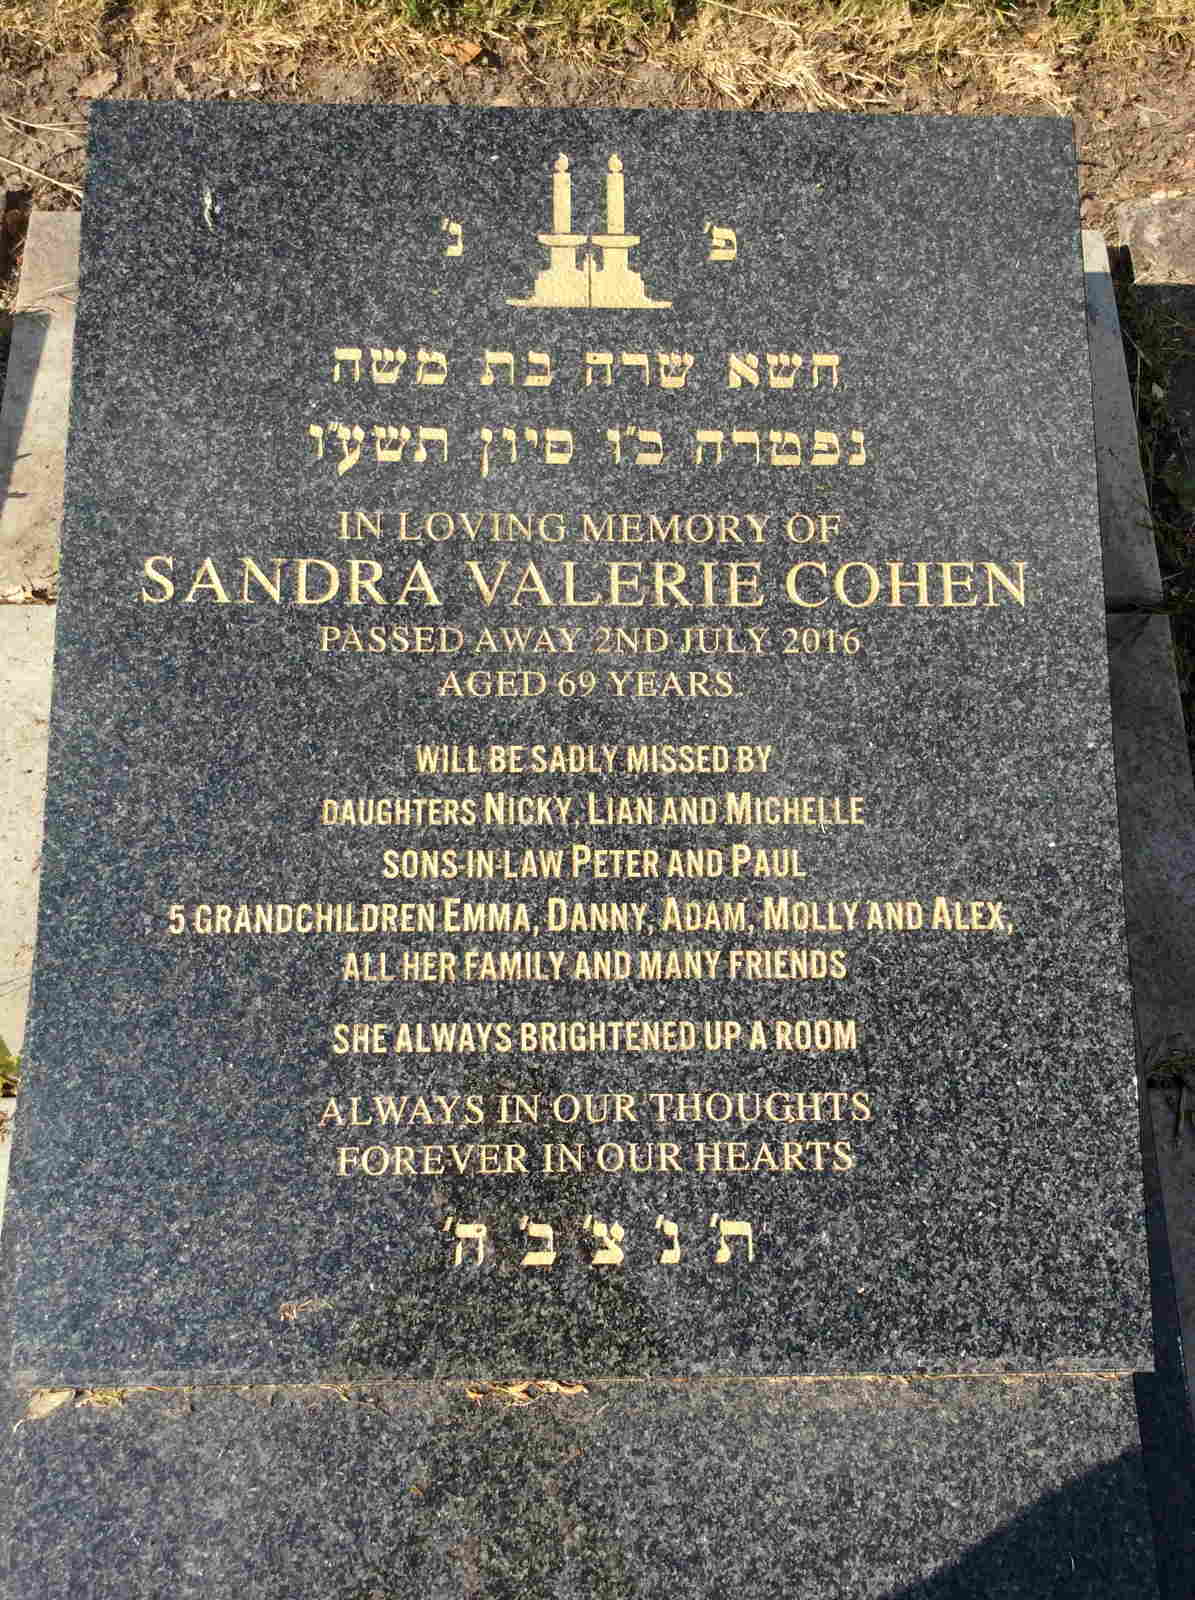 פ' נ'
חשא שרה בת משה
נפטרה כ"ו סיון תשע"ו
IN LOVING MEMORY OF
SANDRA VALERIE COHEN
PASSED AWAY 2ND JULY 2016
AGED 69 YEARS
WILL BE SADLY MISSED BY
DAUGHTERS NICKY, LIAN AND MICHELLE
SONS-IN-LAW PETER AND PAUL
5 GRANDCHILDREN EMMA, DANNY, ADAM, MOLLY AND ALEX,
ALL HER FAMILY AND MANY FRIENDS
SHE ALWAYS BRIGHTENED UP A ROOM
ALWAYS IN OUR THOUGHTS
FOREVER IN OUR HEARTS
ת' נ' צ' ב' ה'